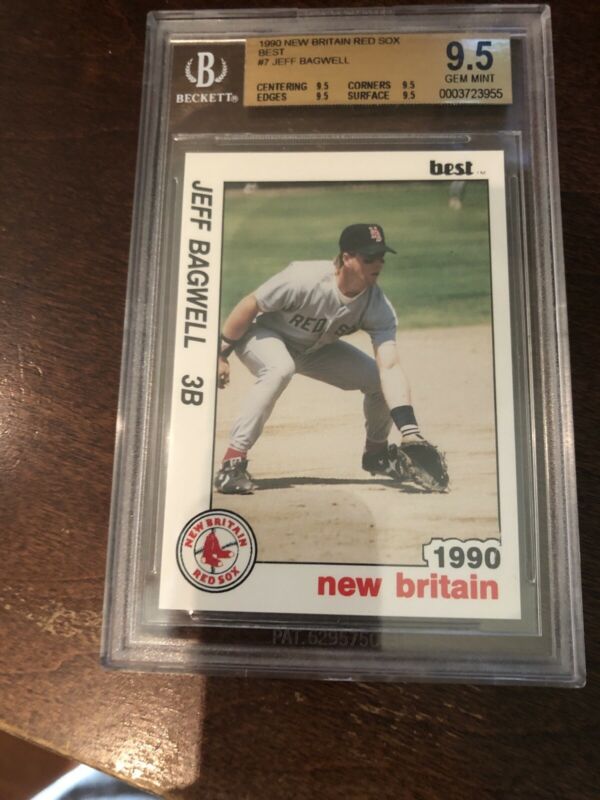 1990 NEW BRITAIN RED SOX
BEST
#7 JEFF BAGWELL
CENTERING 9.5 CORNERS 9.5
EDGES 9.5 SURFACE 9.5
9.5
GEM MINT
0003723955
B
BECKETT®
best TM
JEFF BAGWELL 3B
RED S
NEW BRITAIN
RED SOX
1990
new britain